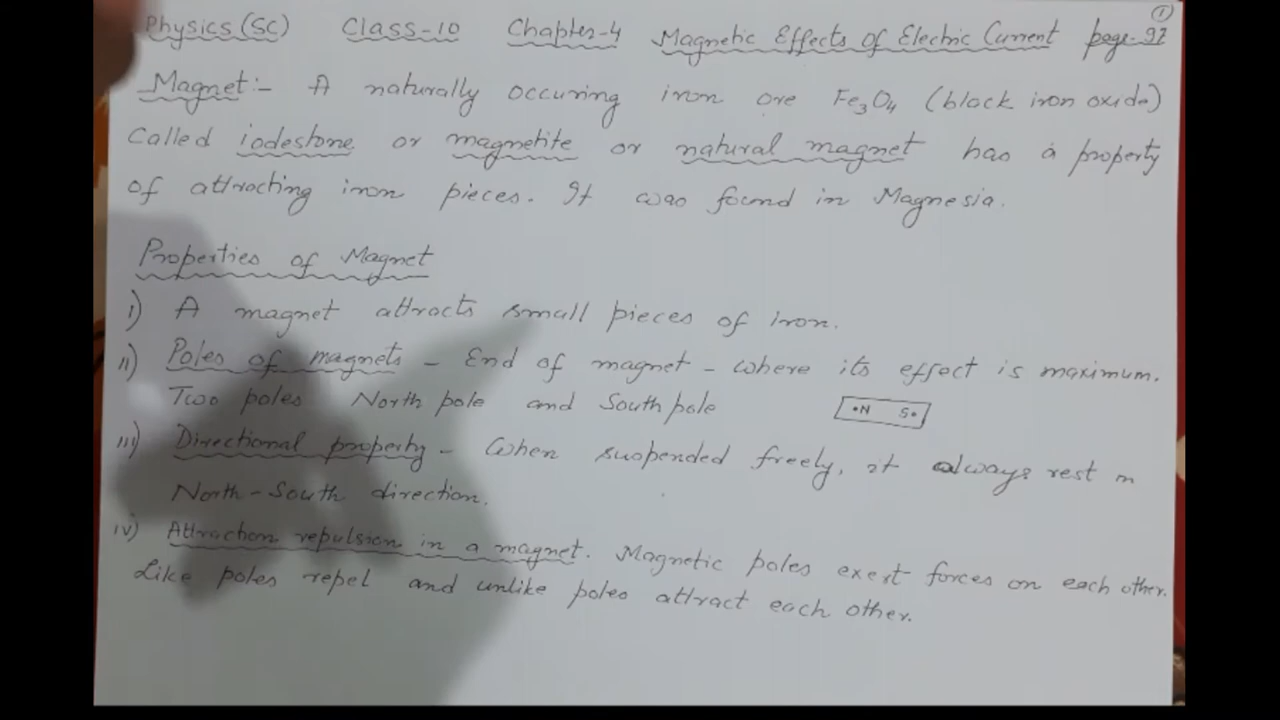 ①
Physics (SC) Class-10 Chapter-4 Magnetic Effects Of Electric Current page-97
Magnet:- A naturally occuring iron ore Fe3O4 (black iron oxide)
called iodestone or magnetite or natural magnet has a property
of attracting iron pieces. It was found in Magnesia.
Properties of Magnet
i) A magnet attracts small pieces of iron.
ii) Poles of magnets - End of magnet - where its effect is maximum.
Two poles North pole and South pole
•N S•
iii) Directional property - When suspended freely, it always rest in
North-South direction.
iv) Attraction repulsion in a magnet. Magnetic poles exert forces on each other.
Like poles repel and unlike poles attract each other.